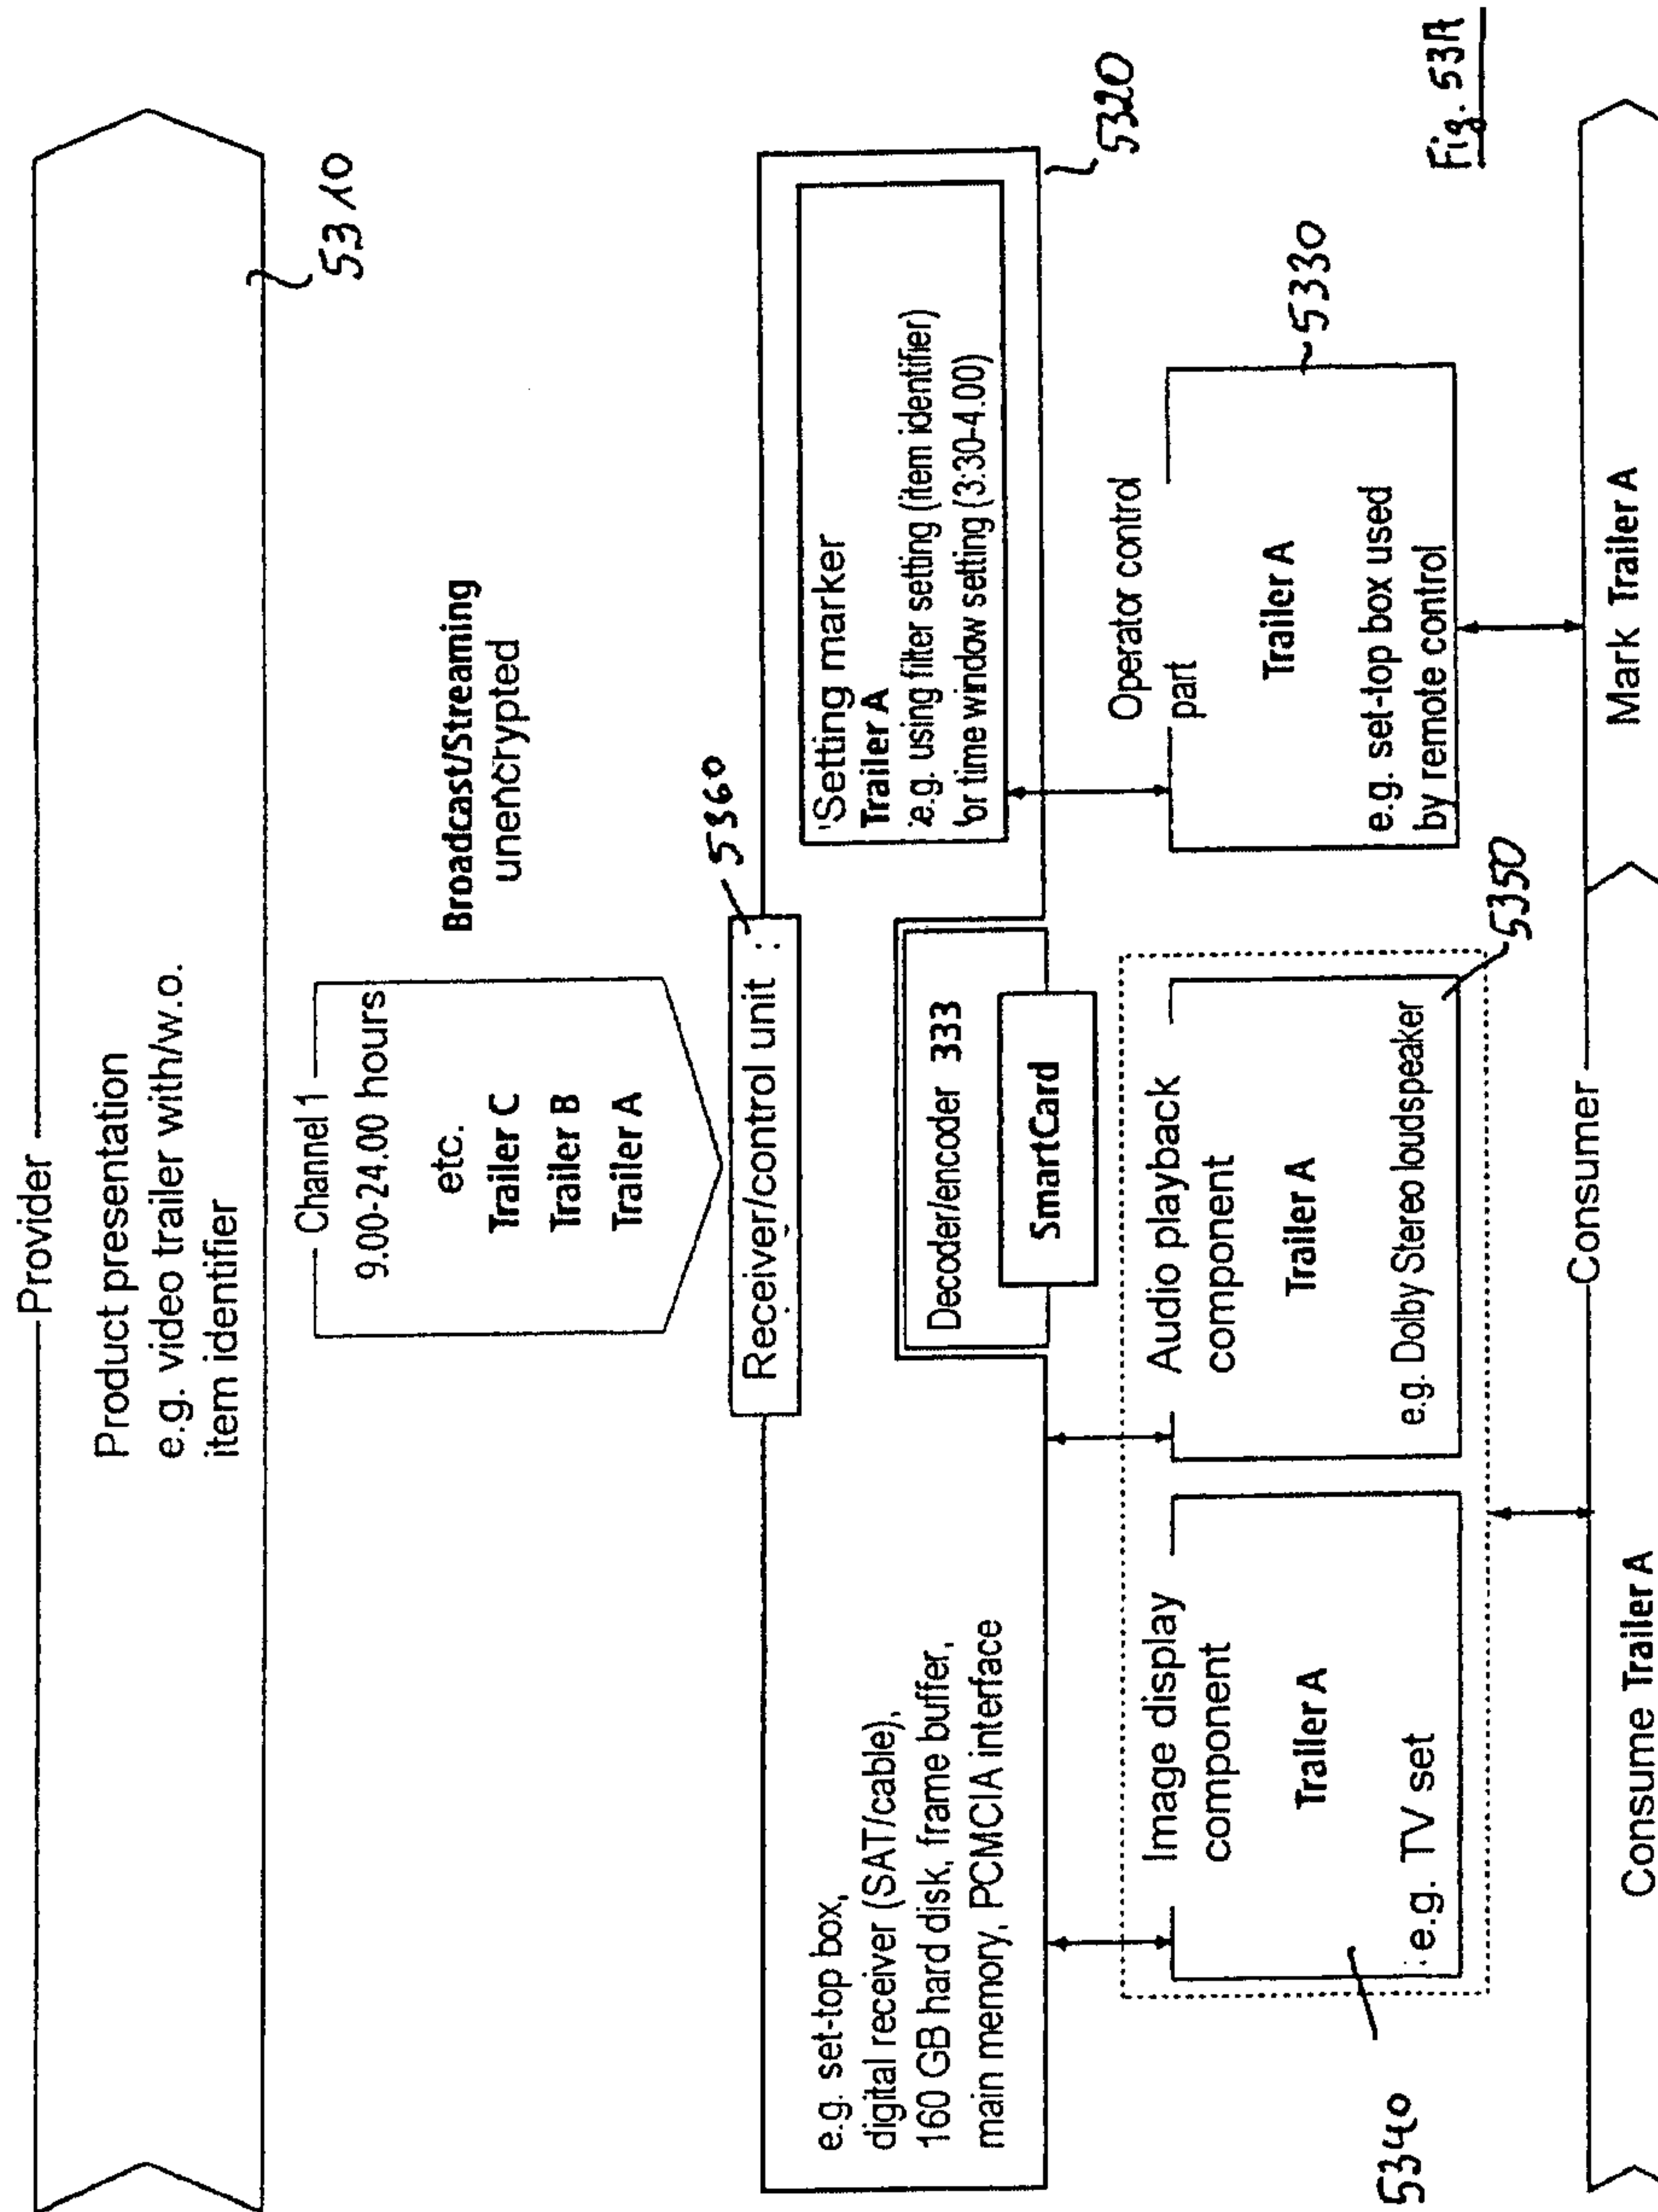 Provider
Product presentation
e.g. video trailer with/w.o.
item identifier
5310
Channel 1
9.00-24.00 hours
etc.
Trailer C
Trailer B
Trailer A
Broadcast/Streaming
unencrypted
Receiver/control unit
5360
e.g. set-top box,
digital receiver (SAT/cable),
160 GB hard disk, frame buffer,
main memory, PCMCIA interface
Decoder/encoder 333
SmartCard
Setting marker
Trailer A
e.g. using filter setting (item identifier)
or time window setting (3:30-4.00)
5320
Image display
component
Trailer A
e.g. TV set
5340
Audio playback
component
Trailer A
e.g. Dolby Stereo loudspeaker
5350
Operator control
part
Trailer A
e.g. set-top box used
by remote control
5330
Consumer
Consume Trailer A
Mark Trailer A
Fig. 53A